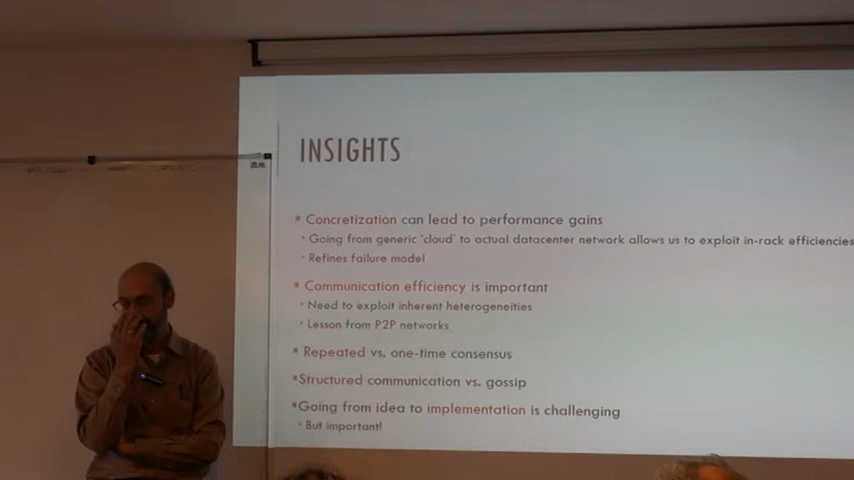 INSIGHTS
Concretization can lead to performance gains
Going from generic 'cloud' to actual datacenter network allows us to exploit in-rack efficiencies
Refines failure model
Communication efficiency is important
Need to exploit inherent heterogeneities
Lesson from P2P networks
Repeated vs. one-time consensus
Structured communication vs. gossip
Going from idea to implementation is challenging
But important!